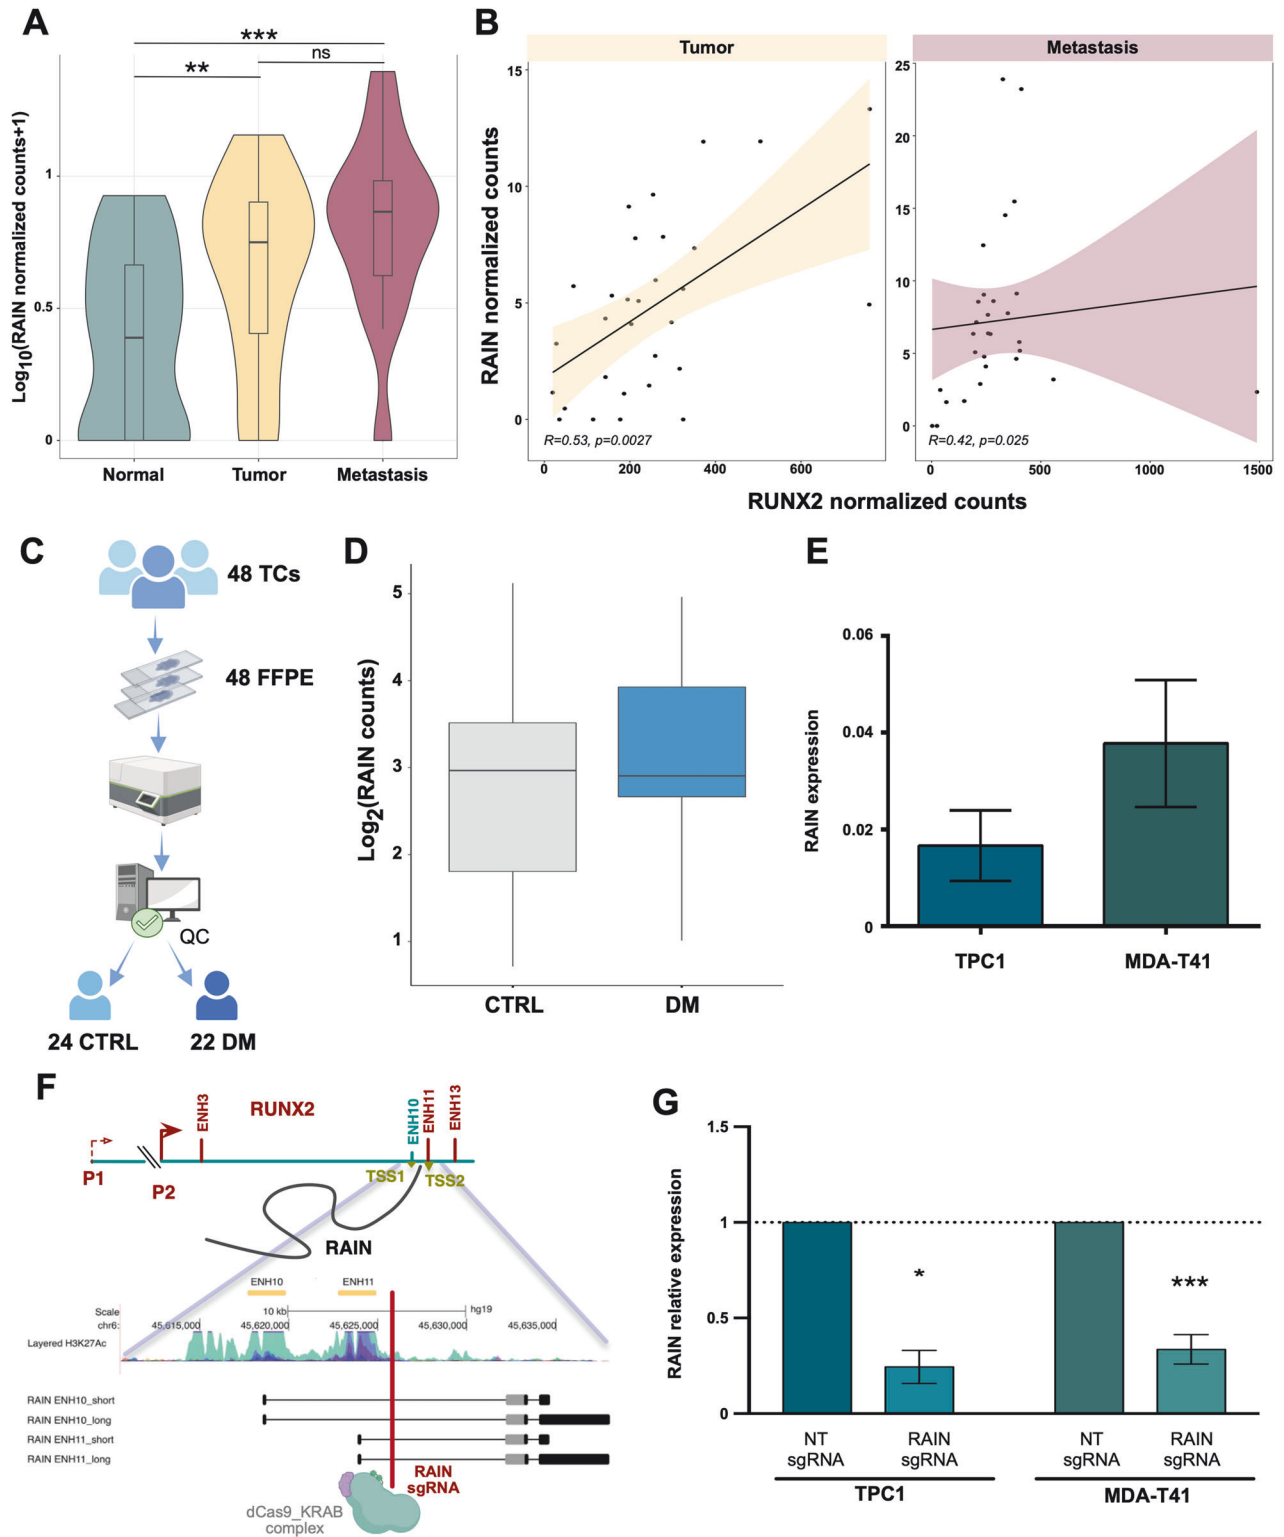 A
***
ns
**
Log10(RAIN normalized counts+1)
1
0.5
0
Normal
Tumor
Metastasis
B
Tumor
Metastasis
RAIN normalized counts
15
10
5
0
R=0.53, p=0.0027
0
200
400
600
25
20
15
10
5
0
R=0.42, p=0.025
0
500
1000
1500
RUNX2 normalized counts
C
48 TCs
48 FFPE
QC
24 CTRL
22 DM
D
Log2(RAIN counts)
5
4
3
2
1
CTRL
DM
E
RAIN expression
0.06
0.04
0.02
0
TPC1
MDA-T41
F
RUNX2
ENH3
ENH10
ENH11
ENH13
P1
P2
TSS1
TSS2
RAIN
ENH10
ENH11
Scale
10 kb
hg19
chr6:
45,615,000
45,620,000
45,625,000
45,630,000
45,635,000
Layered H3K27Ac
RAIN ENH10_short
RAIN ENH10_long
RAIN ENH11_short
RAIN ENH11_long
RAIN
sgRNA
dCas9_KRAB
complex
G
RAIN relative expression
1.5
1
0.5
0
*
***
NT
sgRNA
RAIN
sgRNA
NT
sgRNA
RAIN
sgRNA
TPC1
MDA-T41